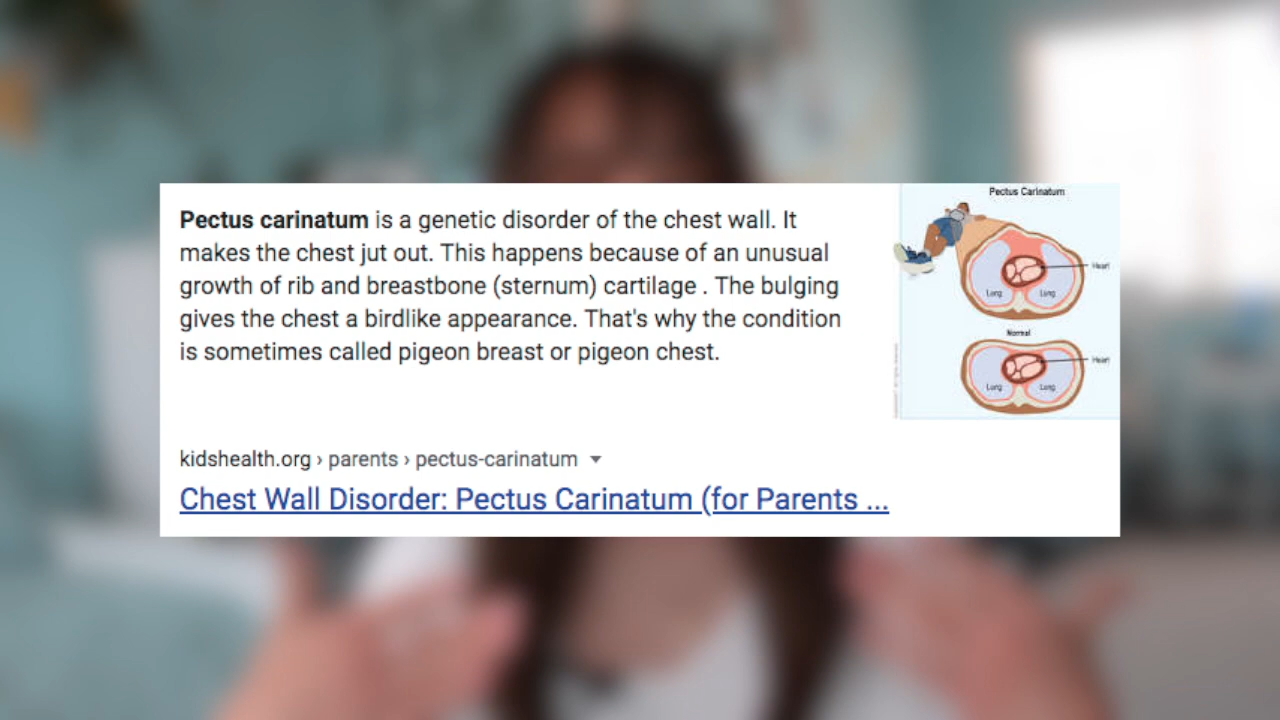 Pectus carinatum is a genetic disorder of the chest wall. It
makes the chest jut out. This happens because of an unusual
growth of rib and breastbone (sternum) cartilage . The bulging
gives the chest a birdlike appearance. That's why the condition
is sometimes called pigeon breast or pigeon chest.
kidshealth.org › parents › pectus-carinatum
Chest Wall Disorder: Pectus Carinatum (for Parents ...
Pectus Carinatum
Heart
Lung Lung
Normal
Heart
Lung Lung